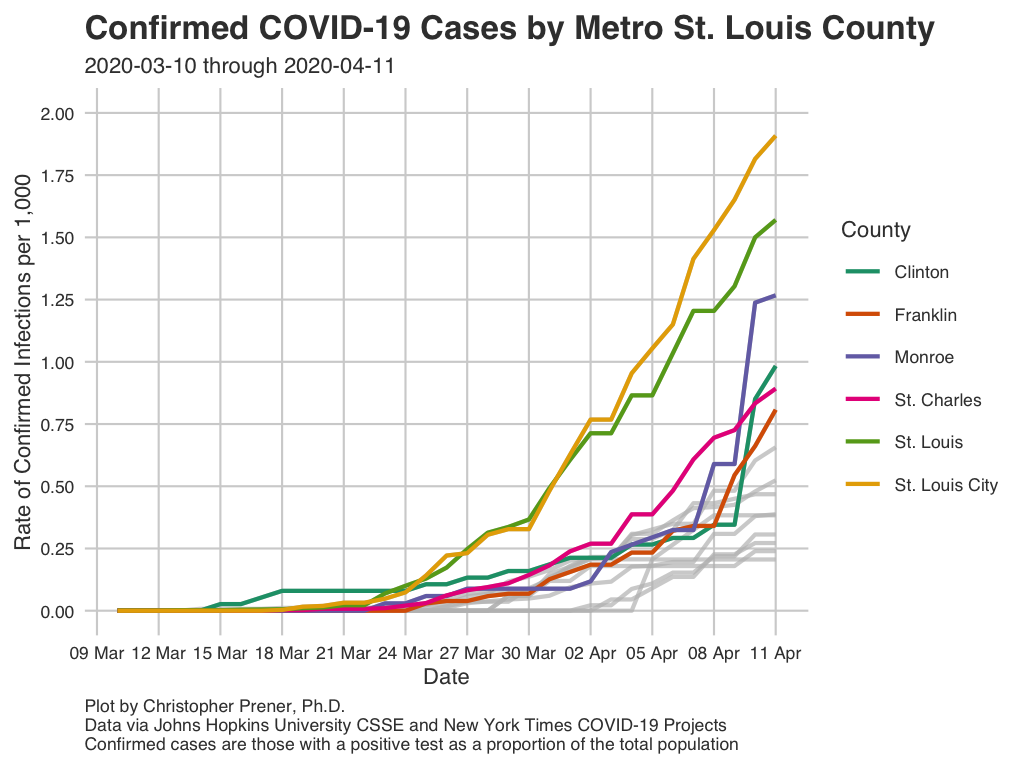 Confirmed COVID-19 Cases by Metro St. Louis County
2020-03-10 through 2020-04-11
Rate of Confirmed Infections per 1,000
2.00
1.75
1.50
1.25
1.00
0.75
0.50
0.25
0.00
09 Mar 12 Mar 15 Mar 18 Mar 21 Mar 24 Mar 27 Mar 30 Mar 02 Apr 05 Apr 08 Apr 11 Apr
Date
County
Clinton
Franklin
Monroe
St. Charles
St. Louis
St. Louis City
Plot by Christopher Prener, Ph.D.
Data via Johns Hopkins University CSSE and New York Times COVID-19 Projects
Confirmed cases are those with a positive test as a proportion of the total population